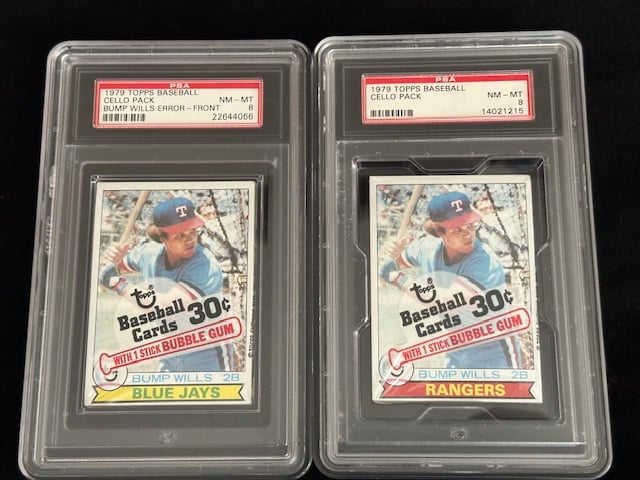 PSA
1979 TOPPS BASEBALL
CELLO PACK NM-MT
BUMP WILLS ERROR-FRONT 8
22644066
T
Topps
Baseball
Cards 30¢
WITH 1 STICK BUBBLE GUM
BUMP WILLS 2B
BLUE JAYS
PSA
1979 TOPPS BASEBALL
CELLO PACK NM-MT
8
14021215
T
Topps
Baseball
Cards 30¢
WITH 1 STICK BUBBLE GUM
BUMP WILLS 2B
RANGERS